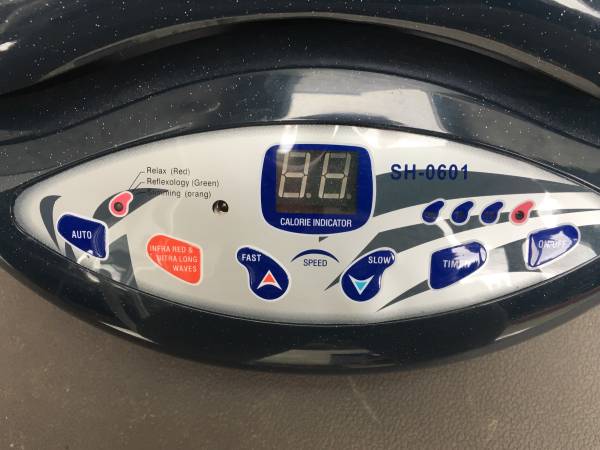 Relax (Red)
Reflexology (Green)
(orang)
SH-0601
CALORIE INDICATOR
AUTO
INFRA RED &
ULTRA LONG
WAVES
FAST
SPEED
SLOW
TIMER
ON/OFF